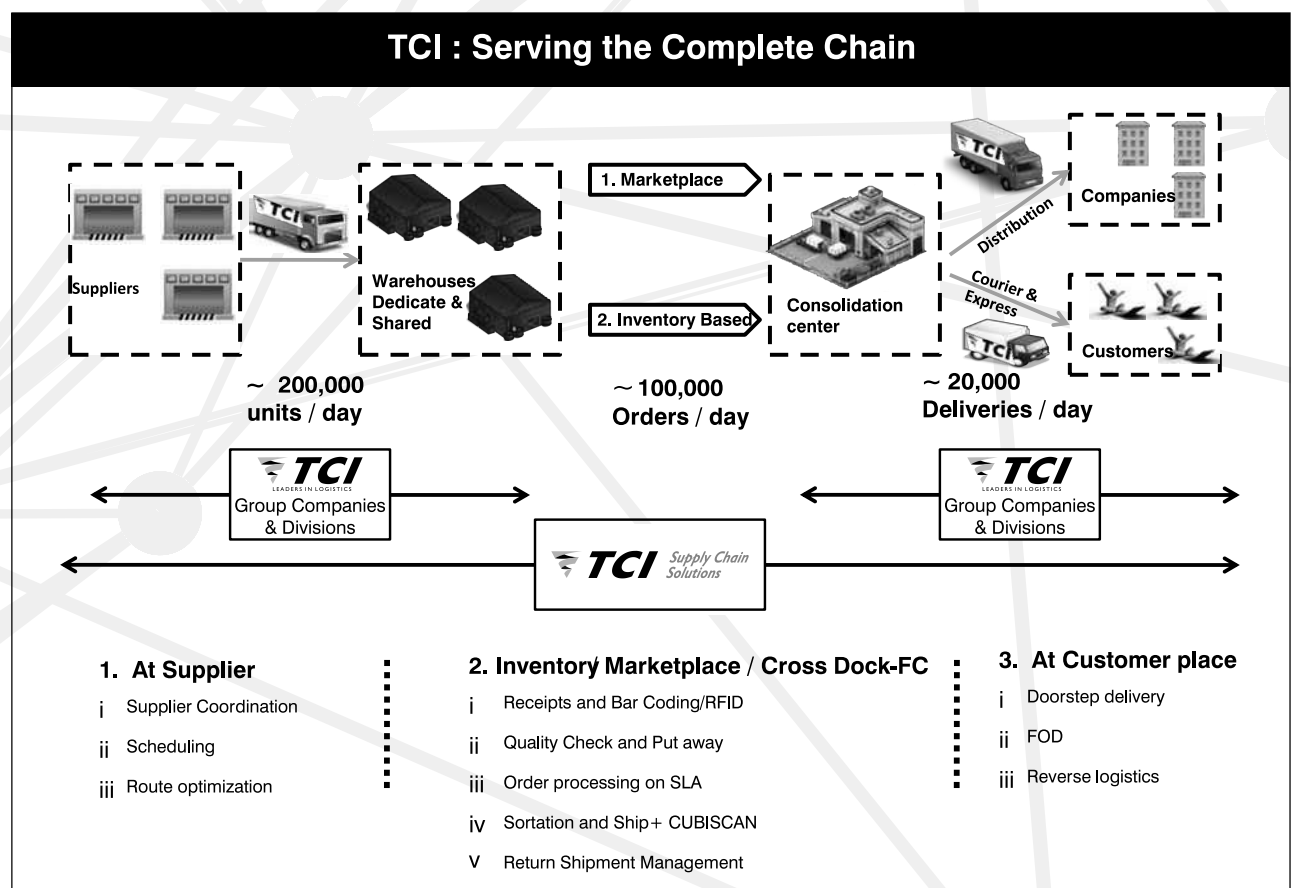 TCI : Serving the Complete Chain
Suppliers
TCI
Warehouses
Dedicate &
Shared
1. Marketplace
2. Inventory Based
Consolidation
center
TCI
Distribution
Companies
Courier &
Express
TCI
Customers
~ 200,000
units / day
~ 100,000
Orders / day
~ 20,000
Deliveries / day
TCI
LEADERS IN LOGISTICS
Group Companies
& Divisions
TCI
LEADERS IN LOGISTICS
Group Companies
& Divisions
TCI Supply Chain
Solutions
1. At Supplier
i Supplier Coordination
ii Scheduling
iii Route optimization
2. Inventory Marketplace / Cross Dock-FC
i Receipts and Bar Coding/RFID
ii Quality Check and Put away
iii Order processing on SLA
iv Sortation and Ship+ CUBISCAN
v Return Shipment Management
3. At Customer place
i Doorstep delivery
ii FOD
iii Reverse logistics